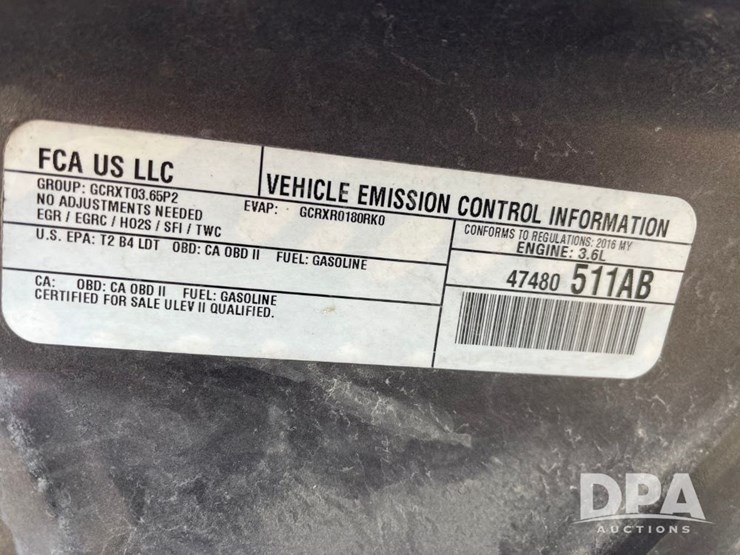 FCA US LLC
VEHICLE EMISSION CONTROL INFORMATION
GROUP: GCRXT03.65P2
EVAP: GCRXR0180RK0
CONFORMS TO REGULATIONS: 2016 MY
NO ADJUSTMENTS NEEDED
ENGINE: 3.6L
EGR / EGRC / HO2S / SFI / TWC
U.S. EPA: T2 B4 LDT OBD: CA OBD II FUEL: GASOLINE
47480 511AB
CA: OBD: CA OBD II FUEL: GASOLINE
CERTIFIED FOR SALE ULEV II QUALIFIED.
DPA
AUCTIONS